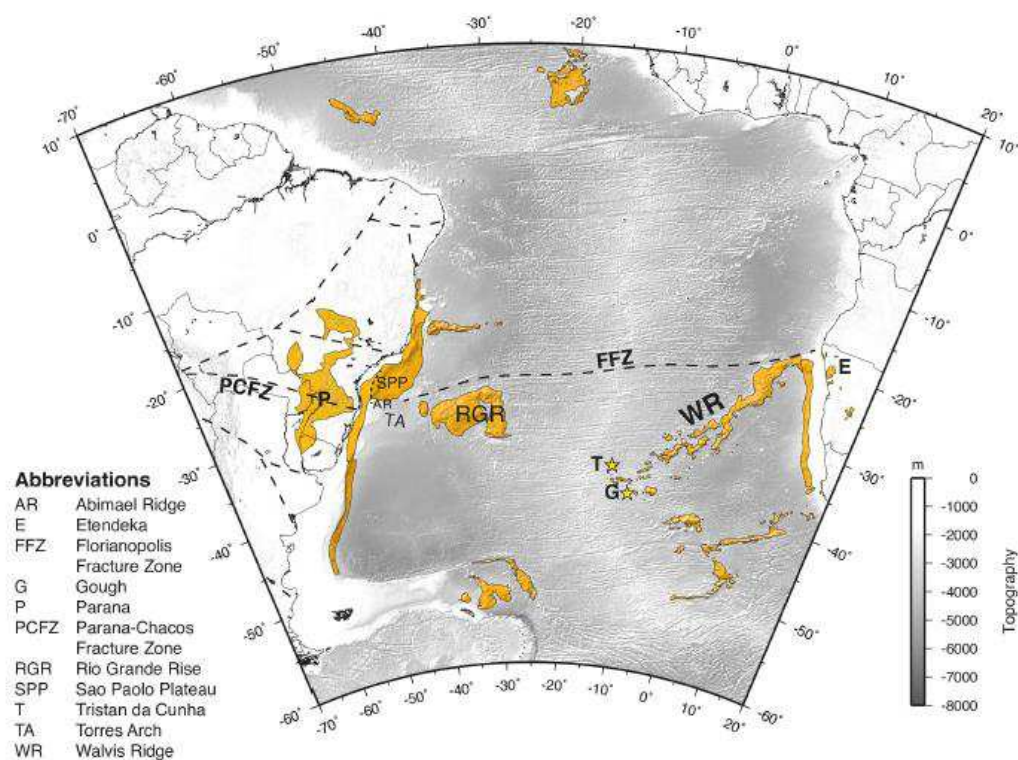 -30° -20°
-40° -10°
-50° 0°
-60° 10°
-70° 20°
10° 10°
0° 0°
-10° -10°
FFZ
E
SPP
PCFZ
P
-20° AR -20°
TA
RGR
WR
T
G
-30° -30°
-40° -40°
-50° -50°
-60° -60°
-70° 20°
-60° 10°
-50° 0°
-40° -10°
-30° -20°
Abbreviations
AR Abimael Ridge
E Etendeka
FFZ Florianopolis
Fracture Zone
G Gough
P Parana
PCFZ Parana-Chacos
Fracture Zone
RGR Rio Grande Rise
SPP Sao Paolo Plateau
T Tristan da Cunha
TA Torres Arch
WR Walvis Ridge
m
0
-1000
-2000
-3000
-4000
-5000
-6000
-7000
-8000
Topography